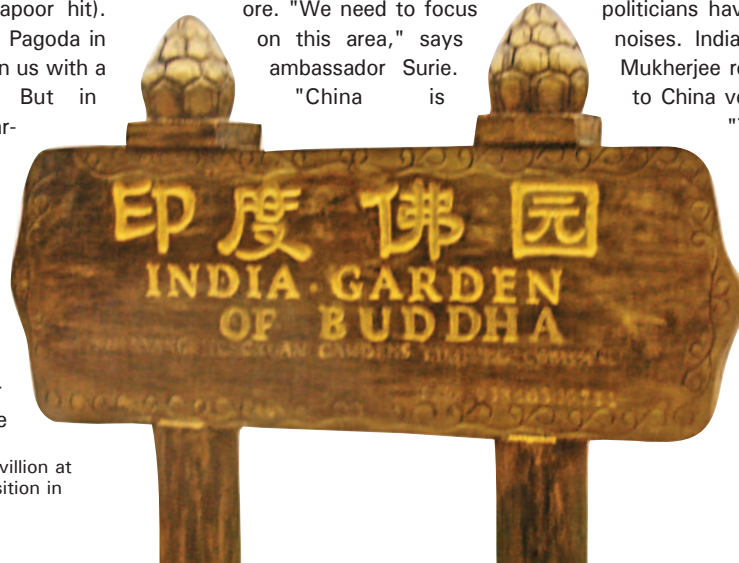 apoor hit).
Pagoda in
n us with a
But in
ar-
ore. "We need to focus
on this area," says
ambassador Surie.
"China is
politicians hav
noises. India
Mukherjee re
to China ve
印度佛园
INDIA · GARDEN
OF BUDDHA
e
villion at
sition in